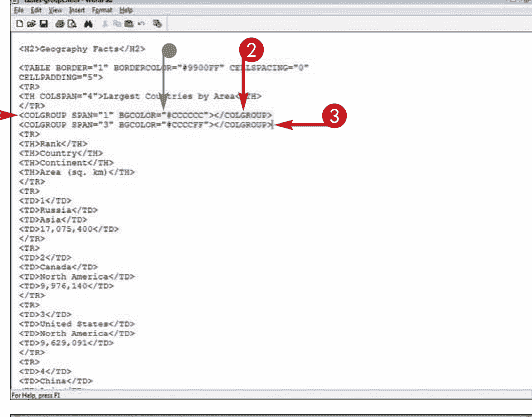 File Edit View Insert Format Help
<H2>Geography Facts</H2>
2
<TABLE BORDER="1" BORDERCOLOR="#9900FF" CELLSPACING="0"
CELLPADDING="5">
<TR>
<TH COLSPAN="4">Largest Countries by Area</TH>
</TR>
<COLGROUP SPAN="1" BGCOLOR="#CCCCCC"></COLGROUP>
<COLGROUP SPAN="3" BGCOLOR="#CCCCFF"></COLGROUP>
3
<TR>
<TH>Rank</TH>
<TH>Country</TH>
<TH>Continent</TH>
<TH>Area (sq. km)</TH>
</TR>
<TR>
<TD>1</TD>
<TD>Russia</TD>
<TD>Asia</TD>
<TD>17,075,400</TD>
</TR>
<TR>
<TD>2</TD>
<TD>Canada</TD>
<TD>North America</TD>
<TD>9,976,140</TD>
</TR>
<TR>
<TD>3</TD>
<TD>United States</TD>
<TD>North America</TD>
<TD>9,629,091</TD>
</TR>
<TR>
<TD>4</TD>
<TD>China</TD>
For Help, press F1